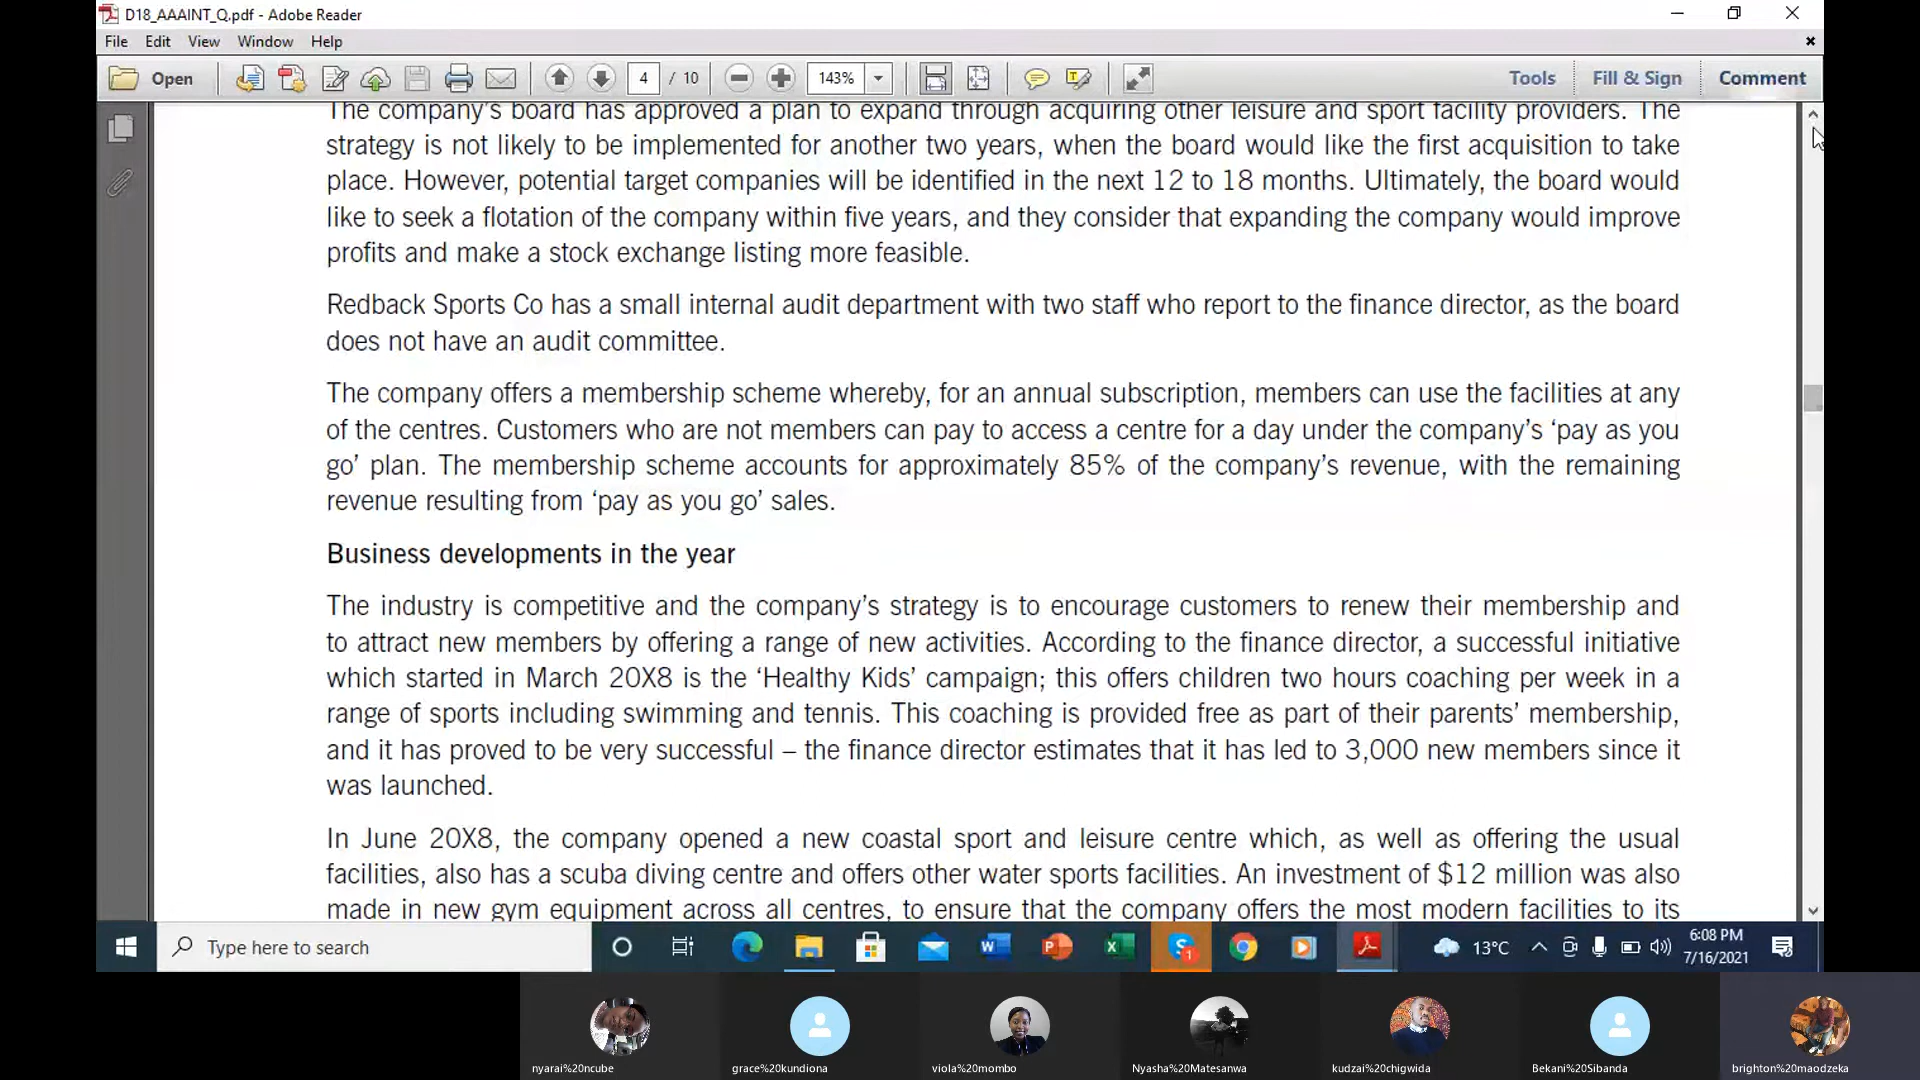 D18_AAAINT_Q.pdf - Adobe Reader
File Edit View Window Help
Open 4 / 10 143% Tools Fill & Sign Comment
The company's board has approved a plan to expand through acquiring other leisure and sport facility providers. The
strategy is not likely to be implemented for another two years, when the board would like the first acquisition to take
place. However, potential target companies will be identified in the next 12 to 18 months. Ultimately, the board would
like to seek a flotation of the company within five years, and they consider that expanding the company would improve
profits and make a stock exchange listing more feasible.
Redback Sports Co has a small internal audit department with two staff who report to the finance director, as the board
does not have an audit committee.
The company offers a membership scheme whereby, for an annual subscription, members can use the facilities at any
of the centres. Customers who are not members can pay to access a centre for a day under the company's ‘pay as you
go’ plan. The membership scheme accounts for approximately 85% of the company's revenue, with the remaining
revenue resulting from ‘pay as you go’ sales.
Business developments in the year
The industry is competitive and the company's strategy is to encourage customers to renew their membership and
to attract new members by offering a range of new activities. According to the finance director, a successful initiative
which started in March 20X8 is the ‘Healthy Kids’ campaign; this offers children two hours coaching per week in a
range of sports including swimming and tennis. This coaching is provided free as part of their parents’ membership,
and it has proved to be very successful – the finance director estimates that it has led to 3,000 new members since it
was launched.
In June 20X8, the company opened a new coastal sport and leisure centre which, as well as offering the usual
facilities, also has a scuba diving centre and offers other water sports facilities. An investment of $12 million was also
made in new gym equipment across all centres, to ensure that the company offers the most modern facilities to its
Type here to search 13°C 6:08 PM
7/16/2021
nyarai%20ncube grace%20kundiona viola%20mombo Nyasha%20Matesanwa kudzai%20chigwida Bekani%20Sibanda brighton%20maodzeka